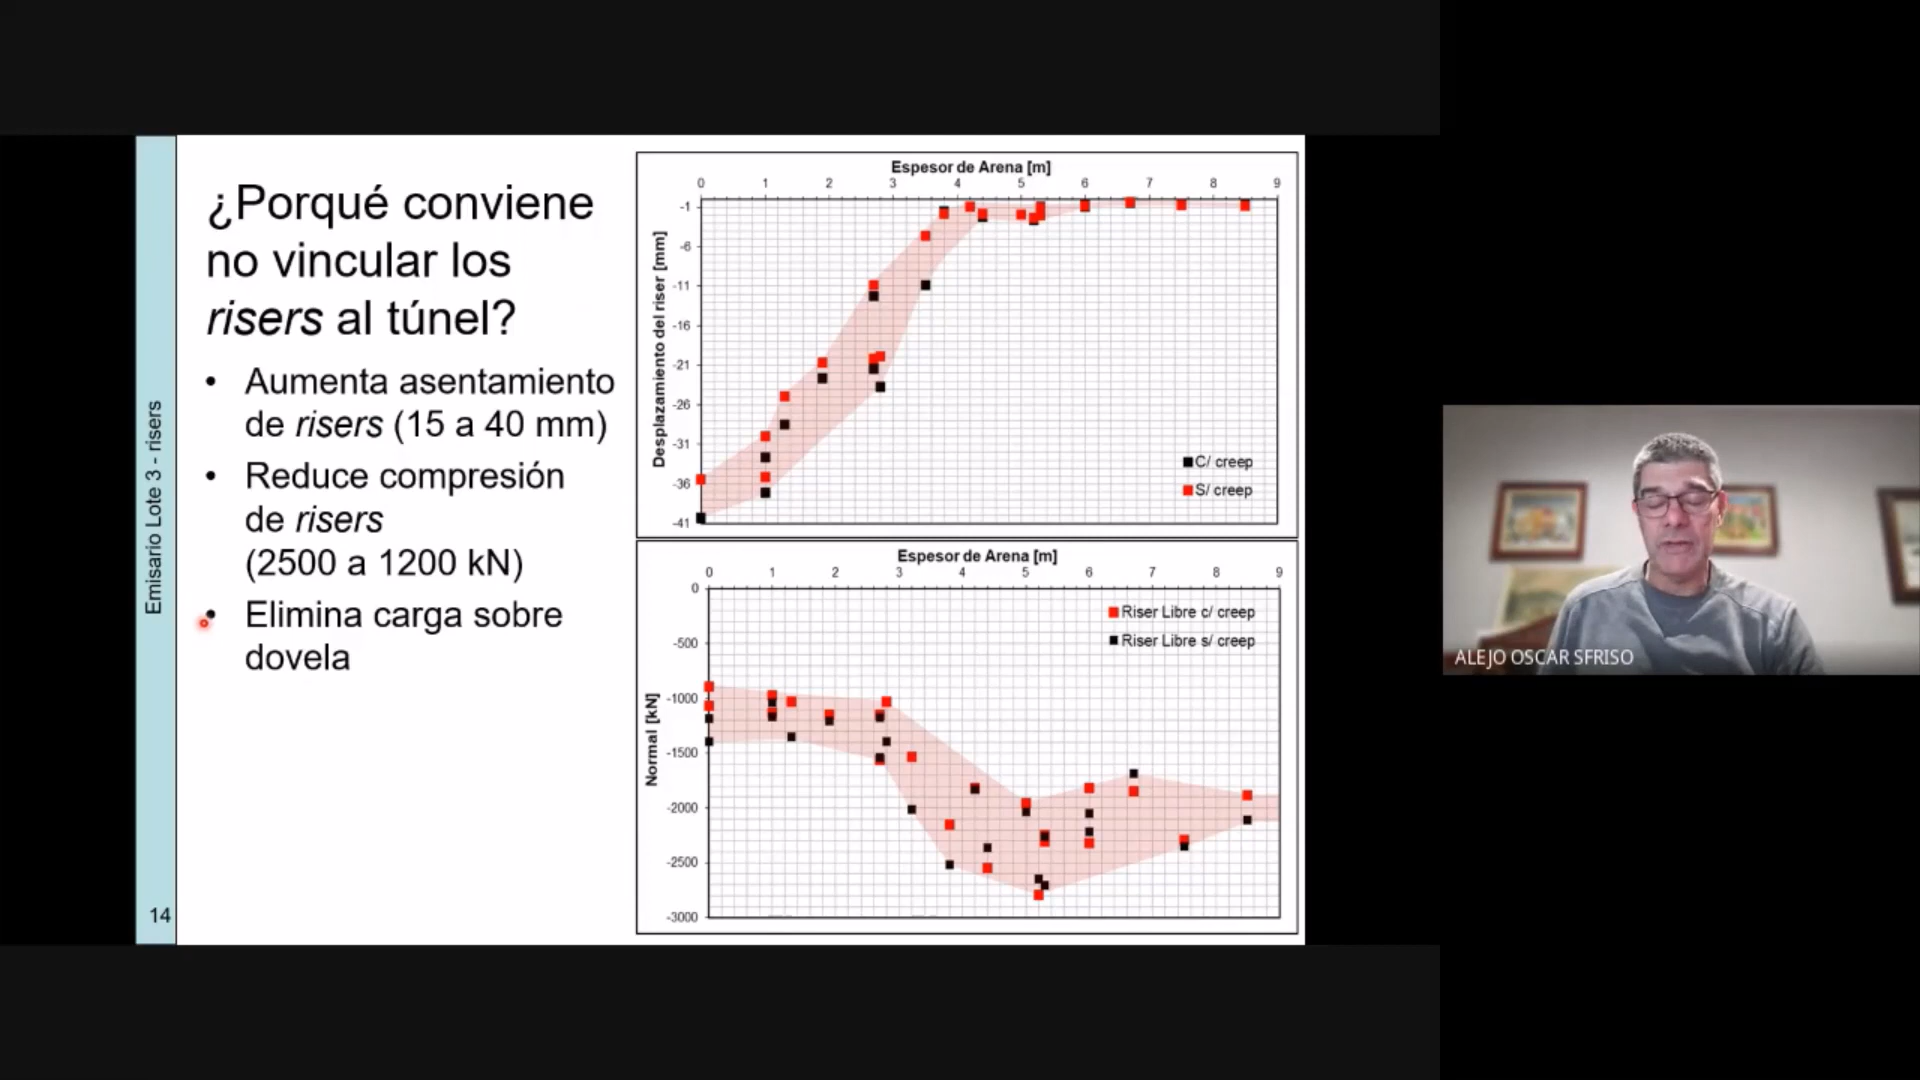 Emisario Lote 3 - risers
14
¿Porqué conviene
no vincular los
risers al túnel?
• Aumenta asentamiento
de risers (15 a 40 mm)
• Reduce compresión
de risers
(2500 a 1200 kN)
• Elimina carga sobre
dovela
Espesor de Arena [m]
0 1 2 3 4 5 6 7 8 9
Desplazamiento del riser [mm]
-1
-6
-11
-16
-21
-26
-31
-36
-41
C/ creep
S/ creep
Espesor de Arena [m]
0 1 2 3 4 5 6 7 8 9
Normal [kN]
0
-500
-1000
-1500
-2000
-2500
-3000
Riser Libre c/ creep
Riser Libre s/ creep
ALEJO OSCAR SFRISO